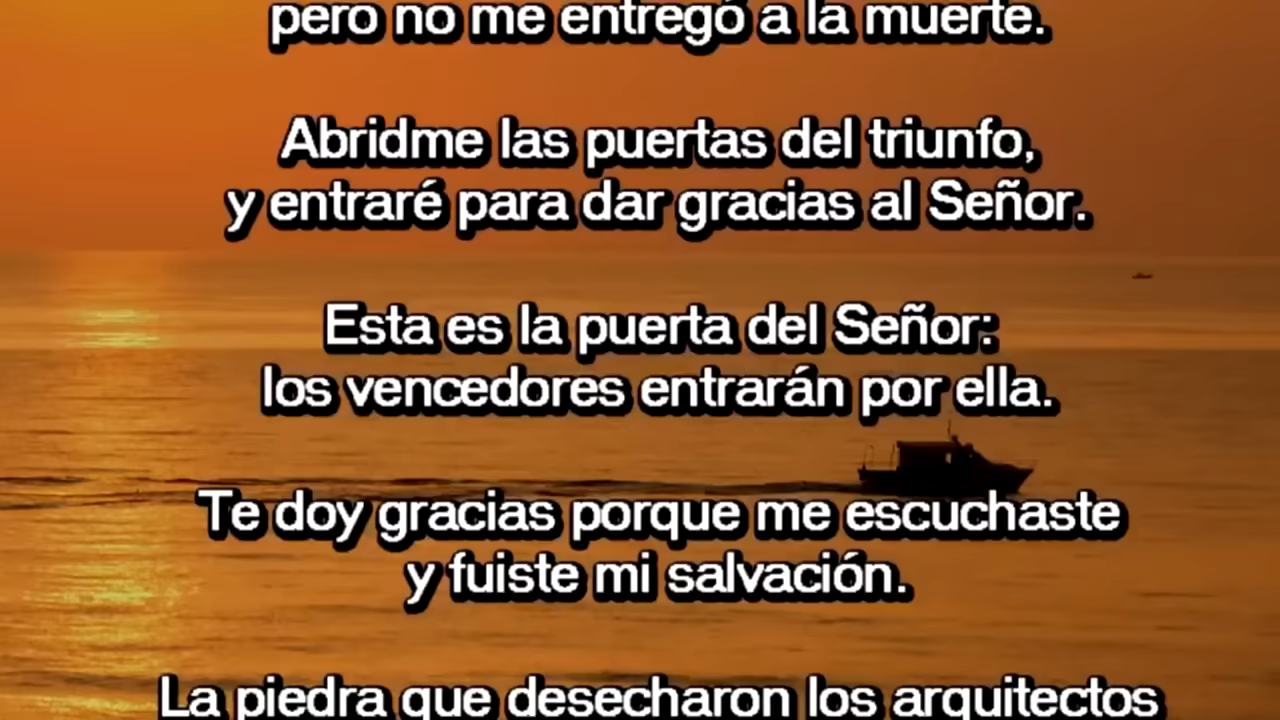 pero no me entregó a la muerte.
Abridme las puertas del triunfo,
y entraré para dar gracias al Señor.
Esta es la puerta del Señor:
los vencedores entrarán por ella.
Te doy gracias porque me escuchaste
y fuiste mi salvación.
La piedra que desecharon los arquitectos